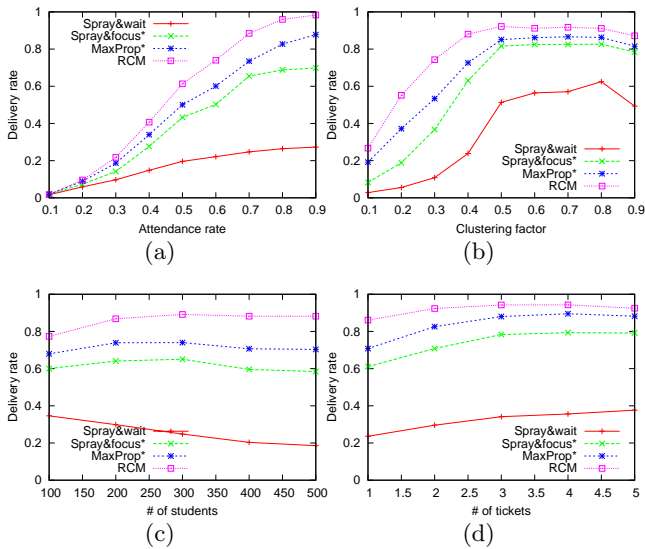 1
0.8
0.6
0.4
0.2
0
Delivery rate
Spray&wait
Spray&focus*
MaxProp*
RCM
0.1 0.2 0.3 0.4 0.5 0.6 0.7 0.8 0.9
Attendance rate
(a)
1
0.8
0.6
0.4
0.2
0
Delivery rate
Spray&wait
Spray&focus*
MaxProp*
RCM
0.1 0.2 0.3 0.4 0.5 0.6 0.7 0.8 0.9
Clustering factor
(b)
1
0.8
0.6
0.4
0.2
0
Delivery rate
Spray&wait
Spray&focus*
MaxProp*
RCM
100 150 200 250 300 350 400 450 500
# of students
(c)
1
0.8
0.6
0.4
0.2
0
Delivery rate
Spray&wait
Spray&focus*
MaxProp*
RCM
1 1.5 2 2.5 3 3.5 4 4.5 5
# of tickets
(d)